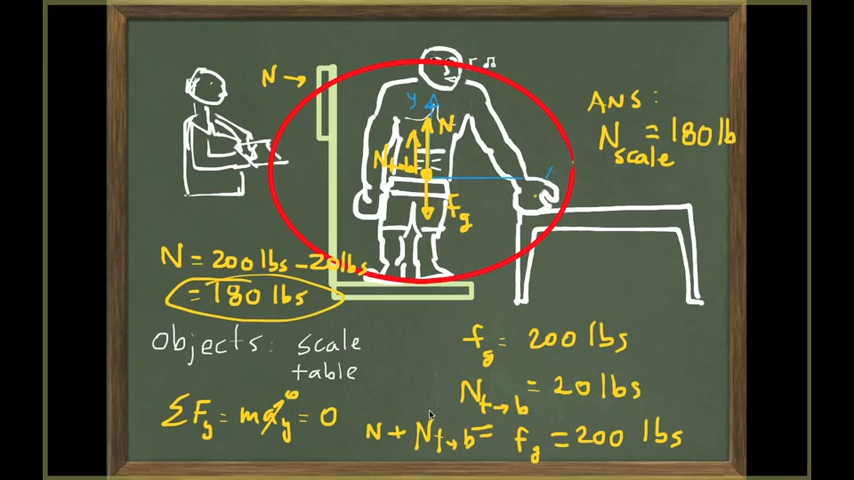 N →
y
N
N t→b
f g
ANS :
N scale = 180 lb
N = 200 lbs - 20 lbs
= 180 lbs
objects: scale
table
ΣF y = m a y 0 = 0
f g = 200 lbs
N t→b = 20 lbs
N + N t→b = f g = 200 lbs